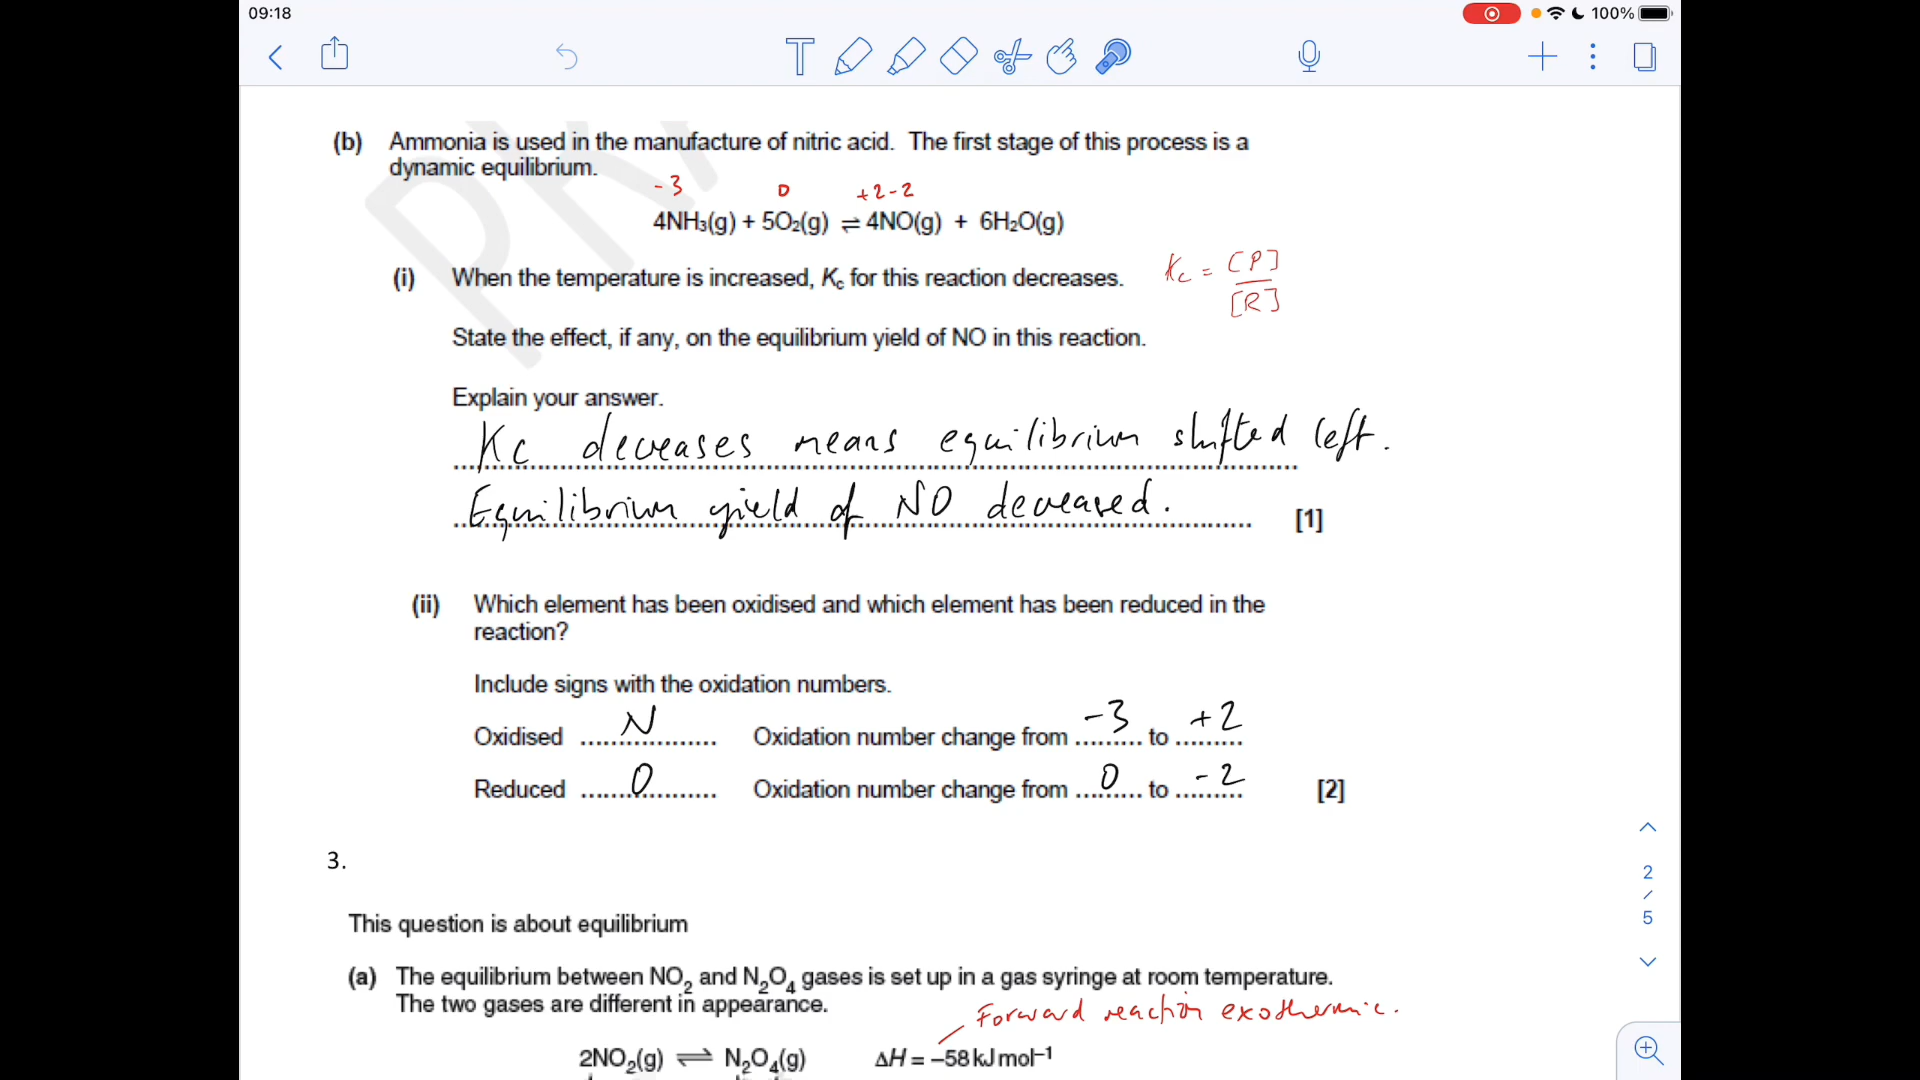 09:18
100%
(b) Ammonia is used in the manufacture of nitric acid. The first stage of this process is a
dynamic equilibrium.
-3 0 +2 -2
4NH₃(g) + 5O₂(g) ⇌ 4NO(g) + 6H₂O(g)
(i) When the temperature is increased, Kc for this reaction decreases.
Kc = [P]
[R]
State the effect, if any, on the equilibrium yield of NO in this reaction.
Explain your answer.
Kc decreases means equilibrium shifted left.
Equilibrium yield of NO decreased. [1]
(ii) Which element has been oxidised and which element has been reduced in the
reaction?
Include signs with the oxidation numbers.
Oxidised N Oxidation number change from -3 to +2
Reduced O Oxidation number change from 0 to -2 [2]
3.
This question is about equilibrium
(a) The equilibrium between NO₂ and N₂O₄ gases is set up in a gas syringe at room temperature.
The two gases are different in appearance.
Forward reaction exothermic.
2NO₂(g) ⇌ N₂O₄(g) ΔH = −58 kJ mol⁻¹
2
/
5